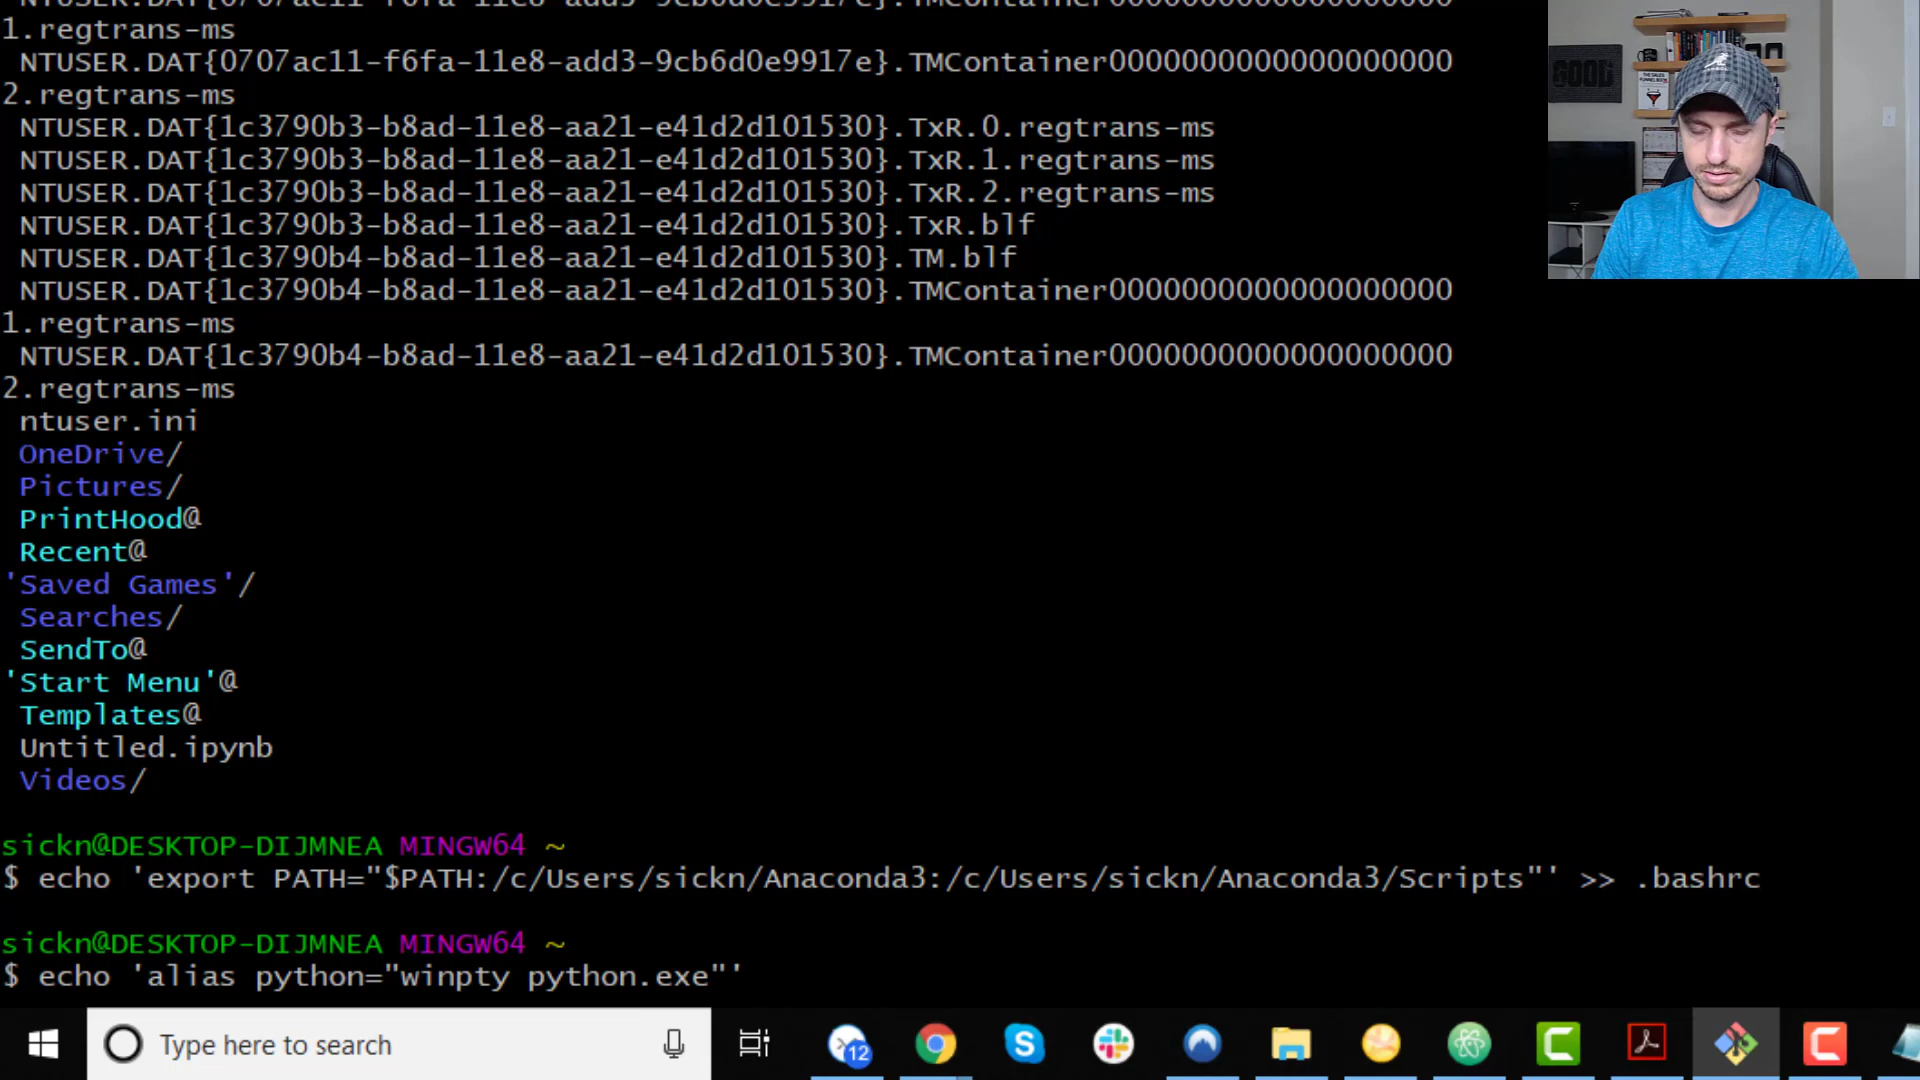 NTUSER.DAT{0707ac11-f6fa-11e8-add3-9cb6d0e9917e}.TMContainer0000000000000000000
1.regtrans-ms
NTUSER.DAT{0707ac11-f6fa-11e8-add3-9cb6d0e9917e}.TMContainer0000000000000000000
2.regtrans-ms
NTUSER.DAT{1c3790b3-b8ad-11e8-aa21-e41d2d101530}.TxR.0.regtrans-ms
NTUSER.DAT{1c3790b3-b8ad-11e8-aa21-e41d2d101530}.TxR.1.regtrans-ms
NTUSER.DAT{1c3790b3-b8ad-11e8-aa21-e41d2d101530}.TxR.2.regtrans-ms
NTUSER.DAT{1c3790b3-b8ad-11e8-aa21-e41d2d101530}.TxR.blf
NTUSER.DAT{1c3790b4-b8ad-11e8-aa21-e41d2d101530}.TM.blf
NTUSER.DAT{1c3790b4-b8ad-11e8-aa21-e41d2d101530}.TMContainer0000000000000000000
1.regtrans-ms
NTUSER.DAT{1c3790b4-b8ad-11e8-aa21-e41d2d101530}.TMContainer0000000000000000000
2.regtrans-ms
ntuser.ini
OneDrive/
Pictures/
PrintHood@
Recent@
'Saved Games'/
Searches/
SendTo@
'Start Menu'@
Templates@
Untitled.ipynb
Videos/
sickn@DESKTOP-DIJMNEA MINGW64 ~
$ echo 'export PATH="$PATH:/c/Users/sickn/Anaconda3:/c/Users/sickn/Anaconda3/Scripts"' >> .bashrc
sickn@DESKTOP-DIJMNEA MINGW64 ~
$ echo 'alias python="winpty python.exe"'
Type here to search
12
GOOD